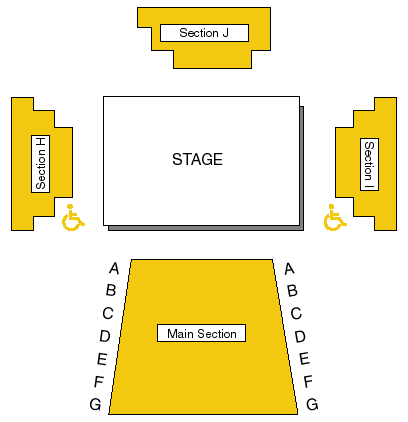 Section J
Section H
STAGE
Section I
A A
B B
C C
D Main Section D
E E
F F
G G